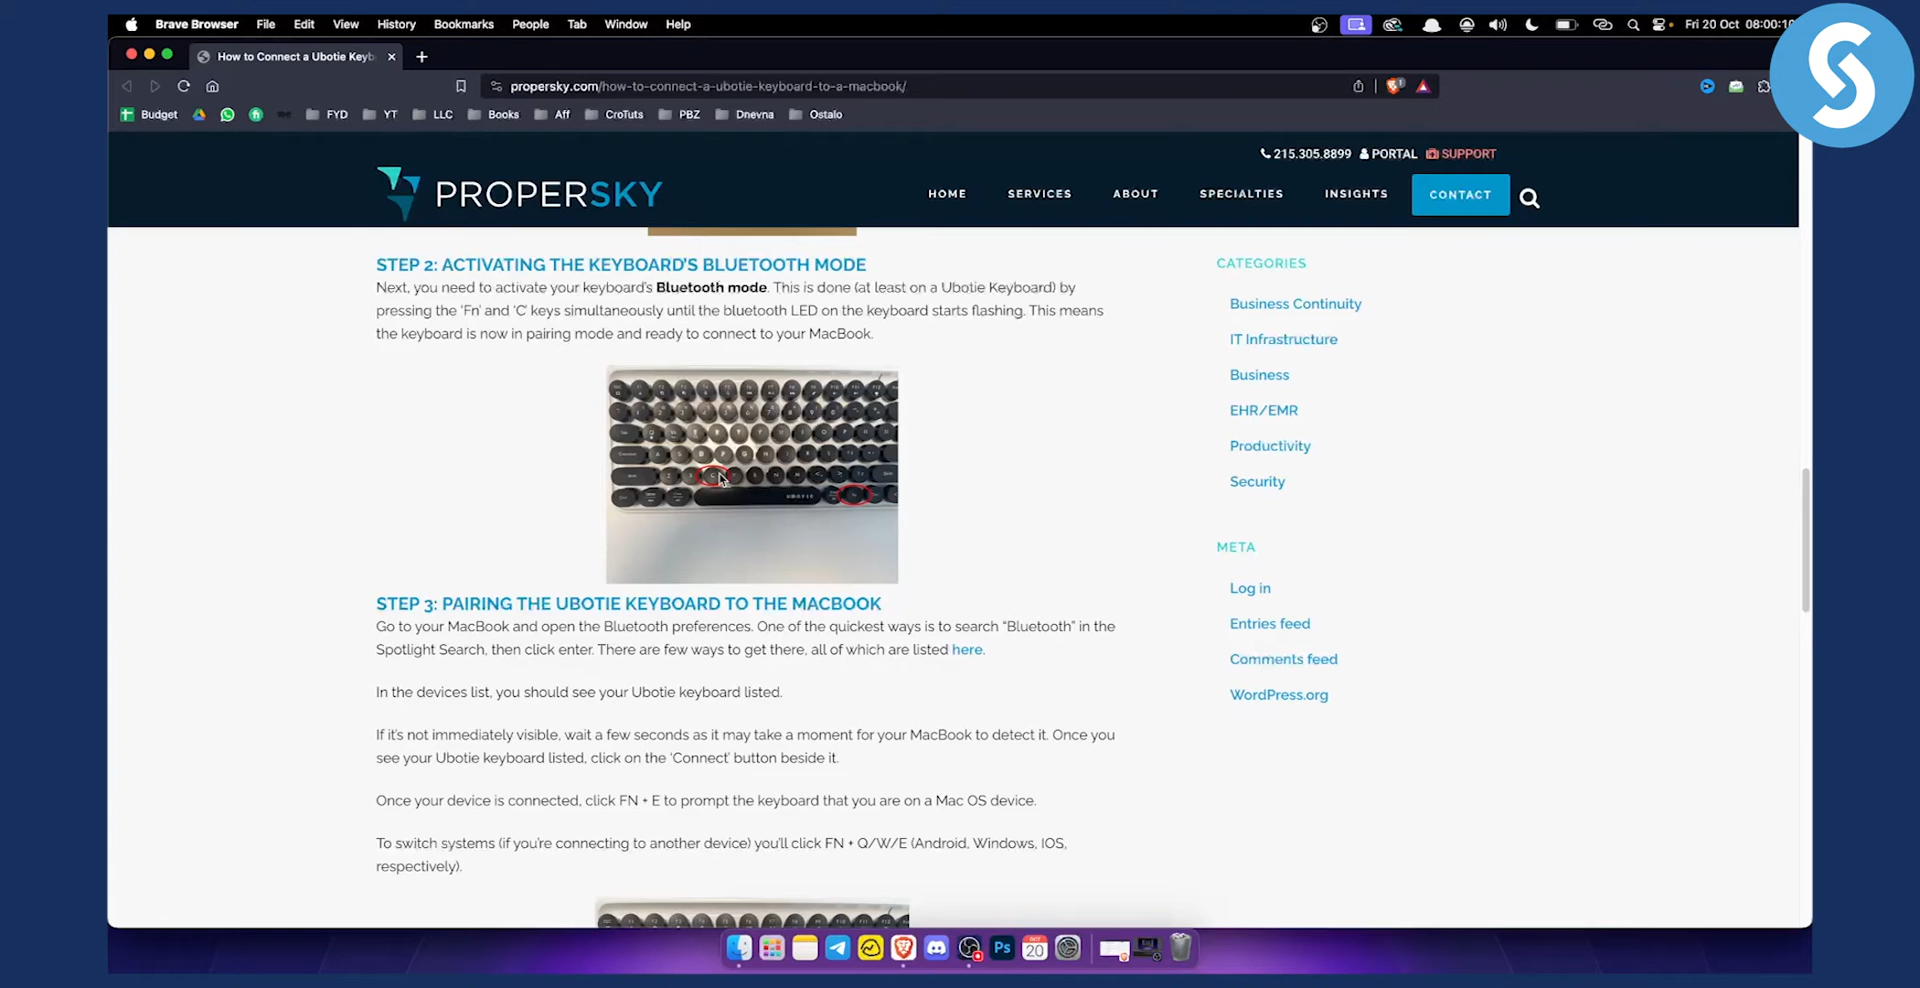 Brave Browser File Edit View History Bookmarks People Tab Window Help Fri 20 Oct 08:00:10
How to Connect a Ubotie Keyb
propersky.com/how-to-connect-a-ubotie-keyboard-to-a-macbook/
Budget FYD YT LLC Books Aff CroTuts PBZ Dnevna Ostalo
215.305.8899 PORTAL SUPPORT
PROPERSKY HOME SERVICES ABOUT SPECIALTIES INSIGHTS CONTACT
STEP 2: ACTIVATING THE KEYBOARD'S BLUETOOTH MODE
Next, you need to activate your keyboard's Bluetooth mode. This is done (at least on a Ubotie Keyboard) by
pressing the 'Fn' and 'C' keys simultaneously until the bluetooth LED on the keyboard starts flashing. This means
the keyboard is now in pairing mode and ready to connect to your MacBook.
UBOTIE
STEP 3: PAIRING THE UBOTIE KEYBOARD TO THE MACBOOK
Go to your MacBook and open the Bluetooth preferences. One of the quickest ways is to search “Bluetooth” in the
Spotlight Search, then click enter. There are few ways to get there, all of which are listed here.
In the devices list, you should see your Ubotie keyboard listed.
If it's not immediately visible, wait a few seconds as it may take a moment for your MacBook to detect it. Once you
see your Ubotie keyboard listed, click on the 'Connect' button beside it.
Once your device is connected, click FN + E to prompt the keyboard that you are on a Mac OS device.
To switch systems (if you're connecting to another device) you'll click FN + Q/W/E (Android, Windows, IOS,
respectively).
CATEGORIES
Business Continuity
IT Infrastructure
Business
EHR/EMR
Productivity
Security
META
Log in
Entries feed
Comments feed
WordPress.org
Ps
OCT
20